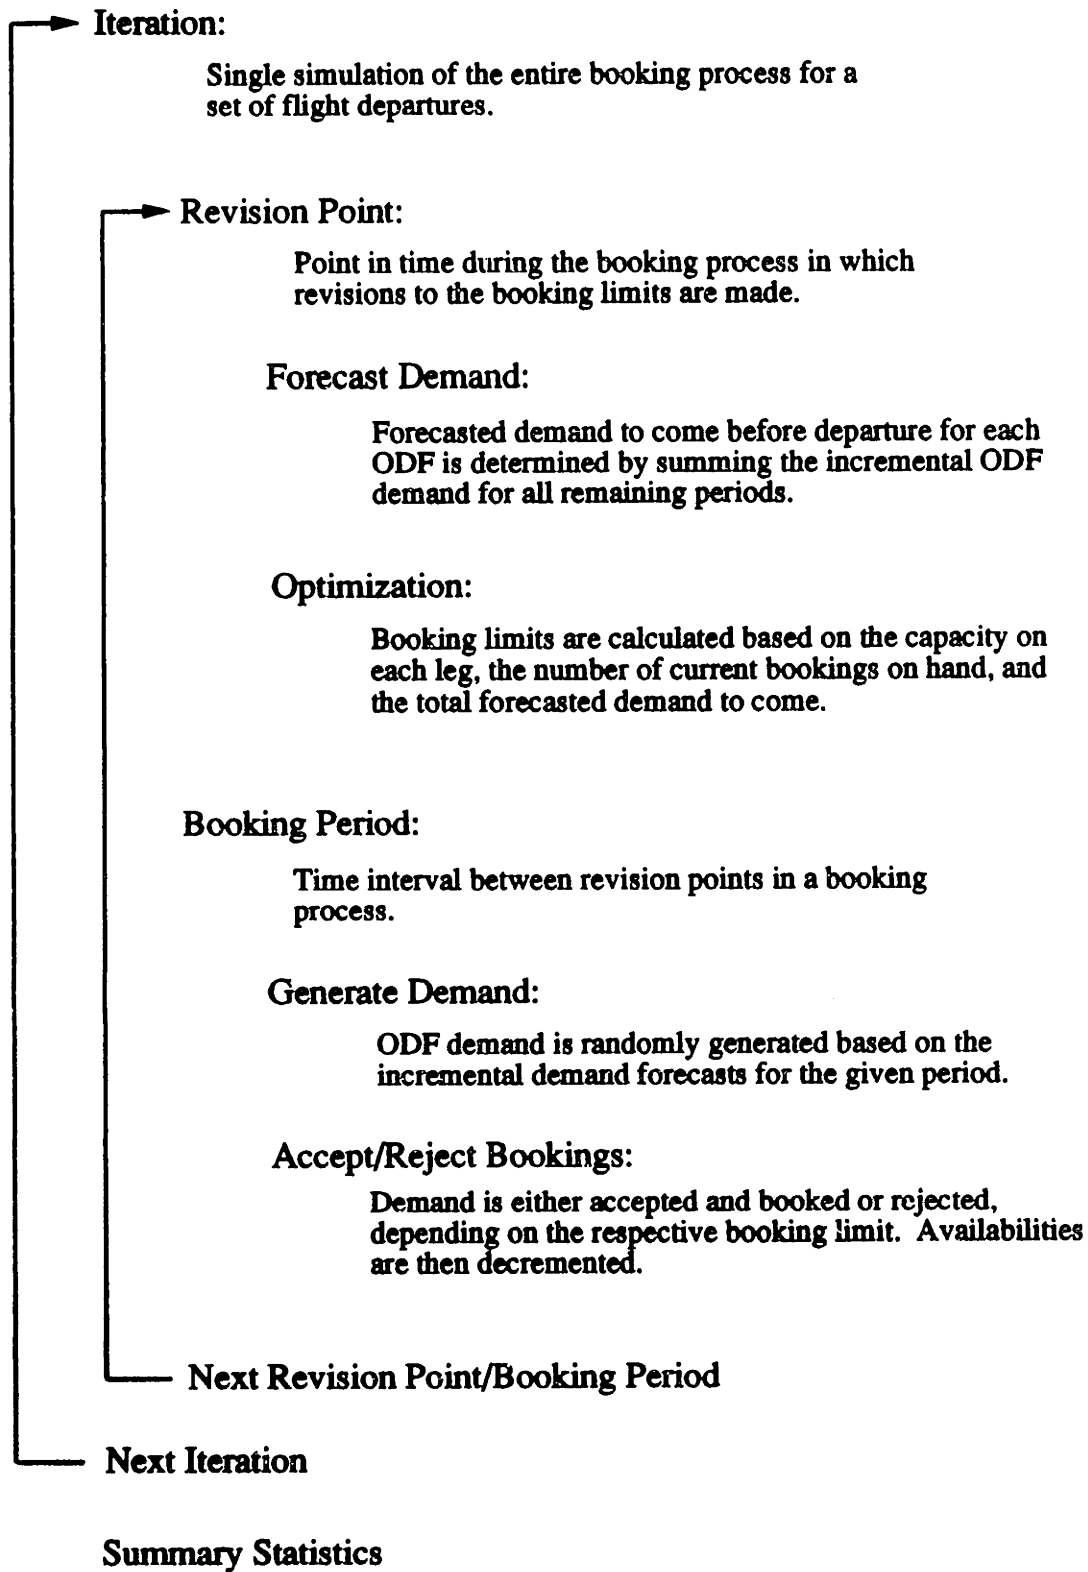 Iteration:
Single simulation of the entire booking process for a
set of flight departures.
Revision Point:
Point in time during the booking process in which
revisions to the booking limits are made.
Forecast Demand:
Forecasted demand to come before departure for each
ODF is determined by summing the incremental ODF
demand for all remaining periods.
Optimization:
Booking limits are calculated based on the capacity on
each leg, the number of current bookings on hand, and
the total forecasted demand to come.
Booking Period:
Time interval between revision points in a booking
process.
Generate Demand:
ODF demand is randomly generated based on the
incremental demand forecasts for the given period.
Accept/Reject Bookings:
Demand is either accepted and booked or rejected,
depending on the respective booking limit.  Availabilities
are then decremented.
Next Revision Point/Booking Period
Next Iteration
Summary Statistics